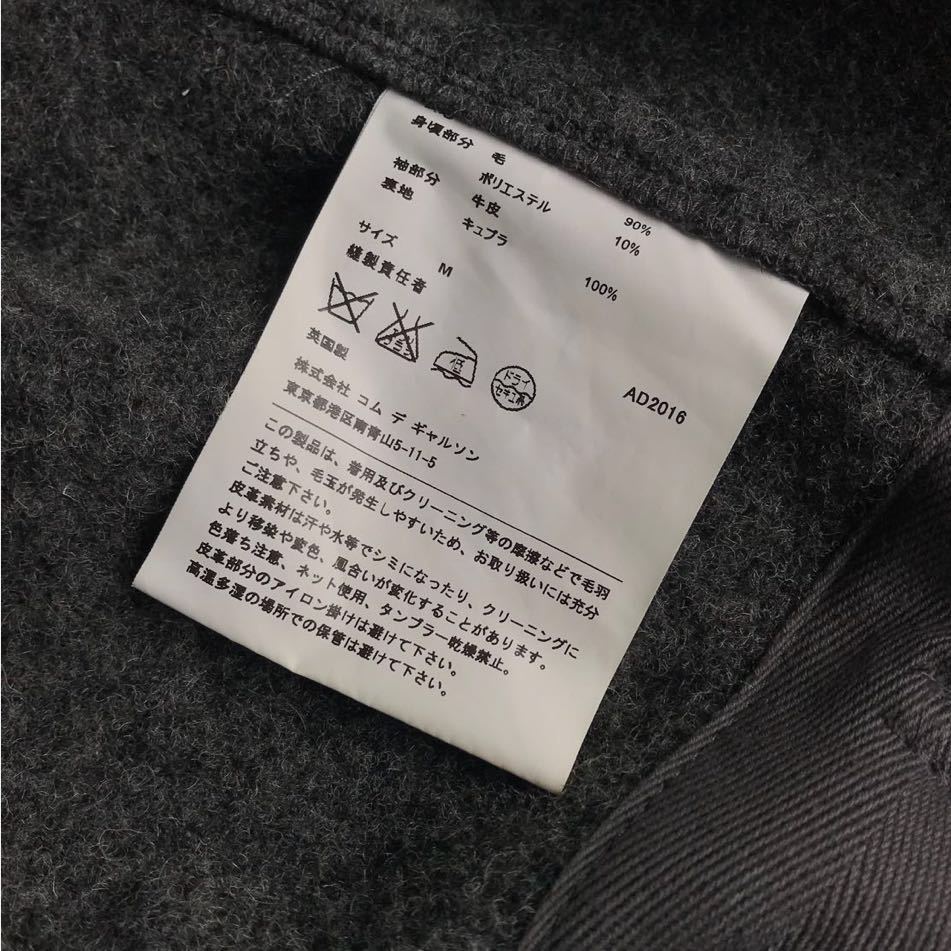 身頃部分 毛 90%
ポリエステル 10%
袖部分 牛皮
裏地 キュプラ 100%
サイズ M
縫製責任者
低
ドライ
セキユ系
英国製
AD2016
株式会社 コム デ ギャルソン
東京都港区南青山5-11-5
この製品は、着用及びクリーニング等の摩擦などで毛羽
立ちや、毛玉が発生しやすいため、お取り扱いには充分
ご注意下さい。
皮革素材は汗や水等でシミになったり、クリーニングに
より移染や変色、風合いが変化することがあります。
色落ち注意、ネット使用、タンブラー乾燥禁止。
皮革部分のアイロン掛けは避けて下さい。
高温多湿の場所での保管は避けて下さい。